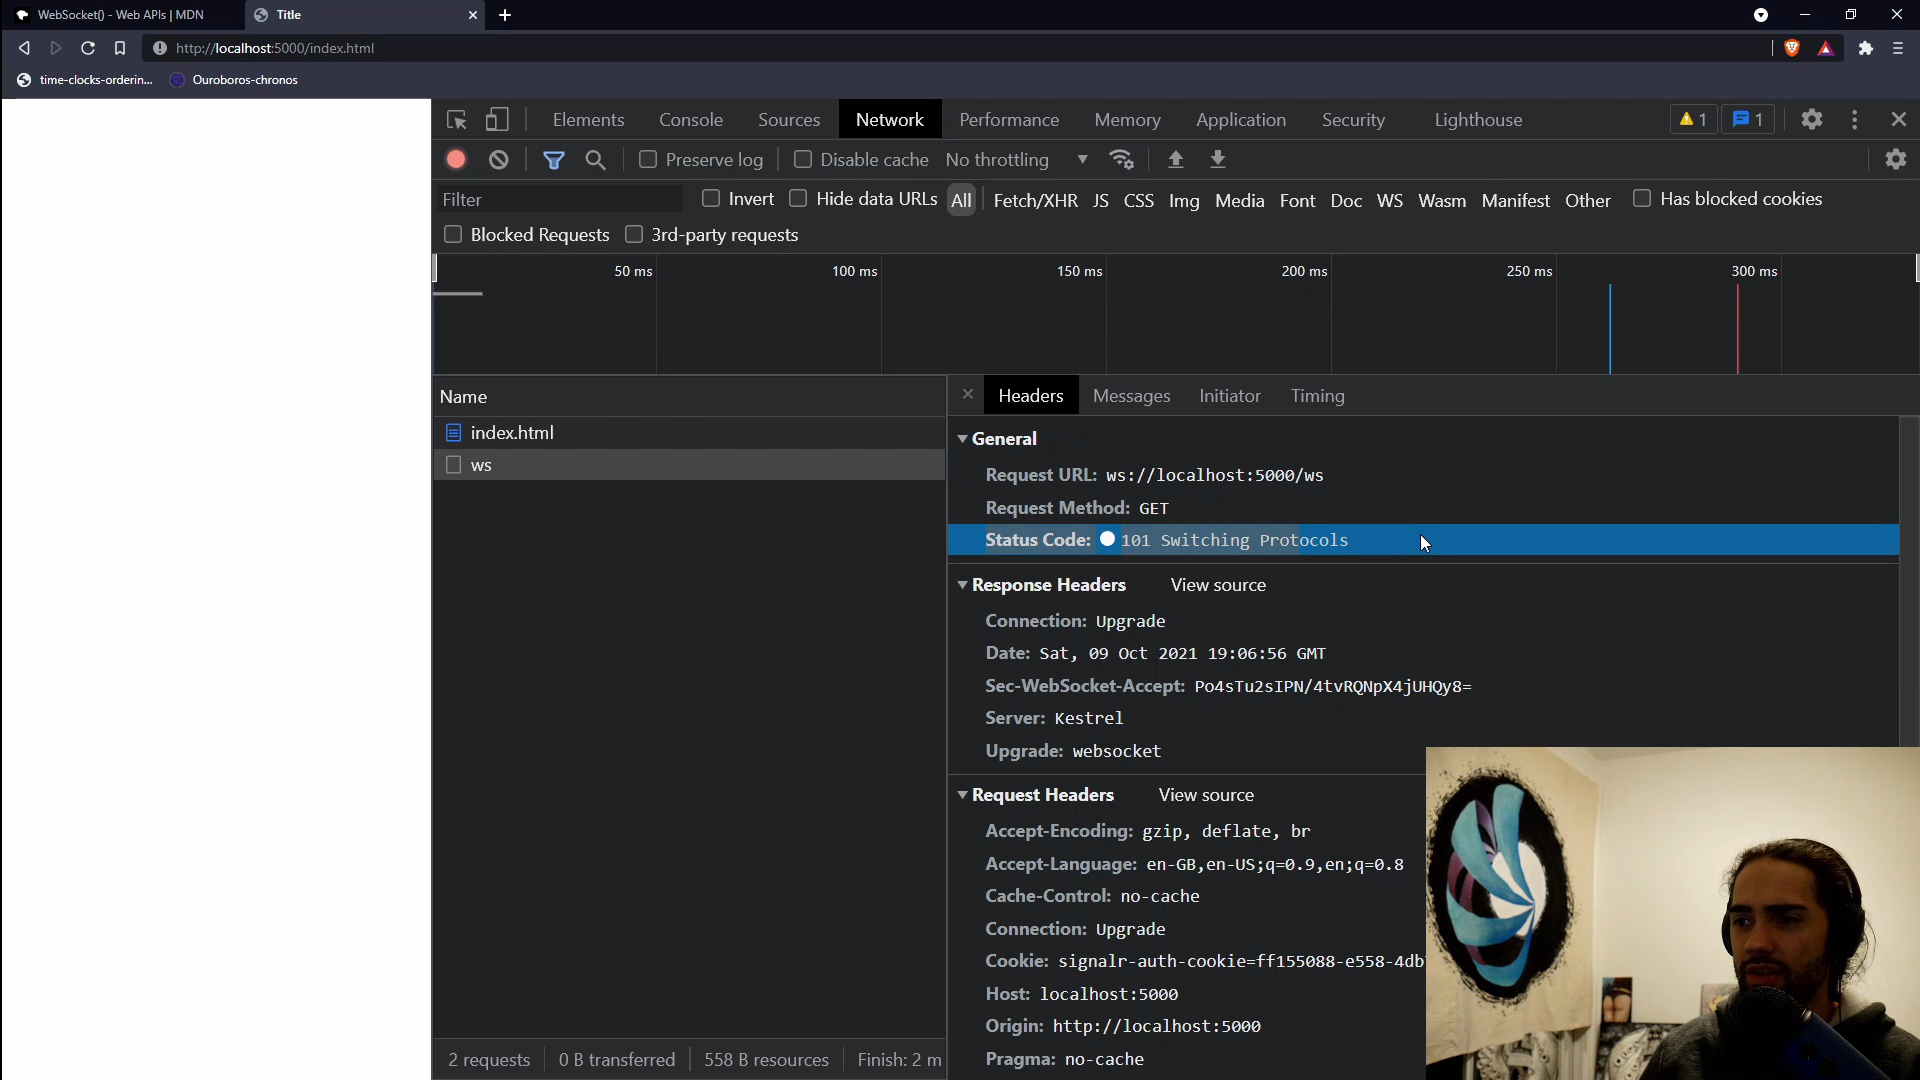 WebSocket() - Web APIs | MDN
Title
http://localhost:5000/index.html
time-clocks-orderin...
Ouroboros-chronos
Elements
Console
Sources
Network
Performance
Memory
Application
Security
Lighthouse
1
1
Preserve log
Disable cache
No throttling
Filter
Invert
Hide data URLs
All
Fetch/XHR
JS
CSS
Img
Media
Font
Doc
WS
Wasm
Manifest
Other
Has blocked cookies
Blocked Requests
3rd-party requests
50 ms
100 ms
150 ms
200 ms
250 ms
300 ms
Name
index.html
ws
Headers
Messages
Initiator
Timing
General
Request URL: ws://localhost:5000/ws
Request Method: GET
Status Code: 101 Switching Protocols
Response Headers View source
Connection: Upgrade
Date: Sat, 09 Oct 2021 19:06:56 GMT
Sec-WebSocket-Accept: Po4sTu2sIPN/4tvRQNpX4jUHQy8=
Server: Kestrel
Upgrade: websocket
Request Headers View source
Accept-Encoding: gzip, deflate, br
Accept-Language: en-GB,en-US;q=0.9,en;q=0.8
Cache-Control: no-cache
Connection: Upgrade
Cookie: signalr-auth-cookie=ff155088-e558-4db
Host: localhost:5000
Origin: http://localhost:5000
Pragma: no-cache
2 requests
0 B transferred
558 B resources
Finish: 2 m